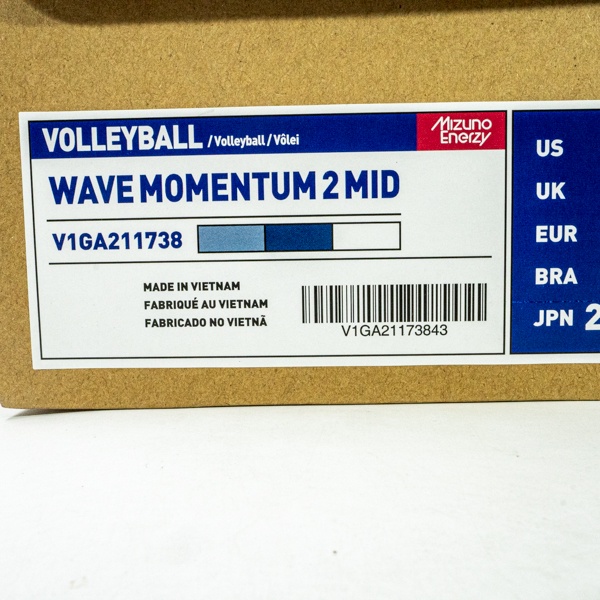 VOLLEYBALL / Volleyball / Vôlei
Mizuno
Enerzy
WAVE MOMENTUM 2 MID
V1GA211738
MADE IN VIETNAM
FABRIQUÉ AU VIETNAM
FABRICADO NO VIETNÃ
V1GA21173843
US
UK
EUR
BRA
JPN 2